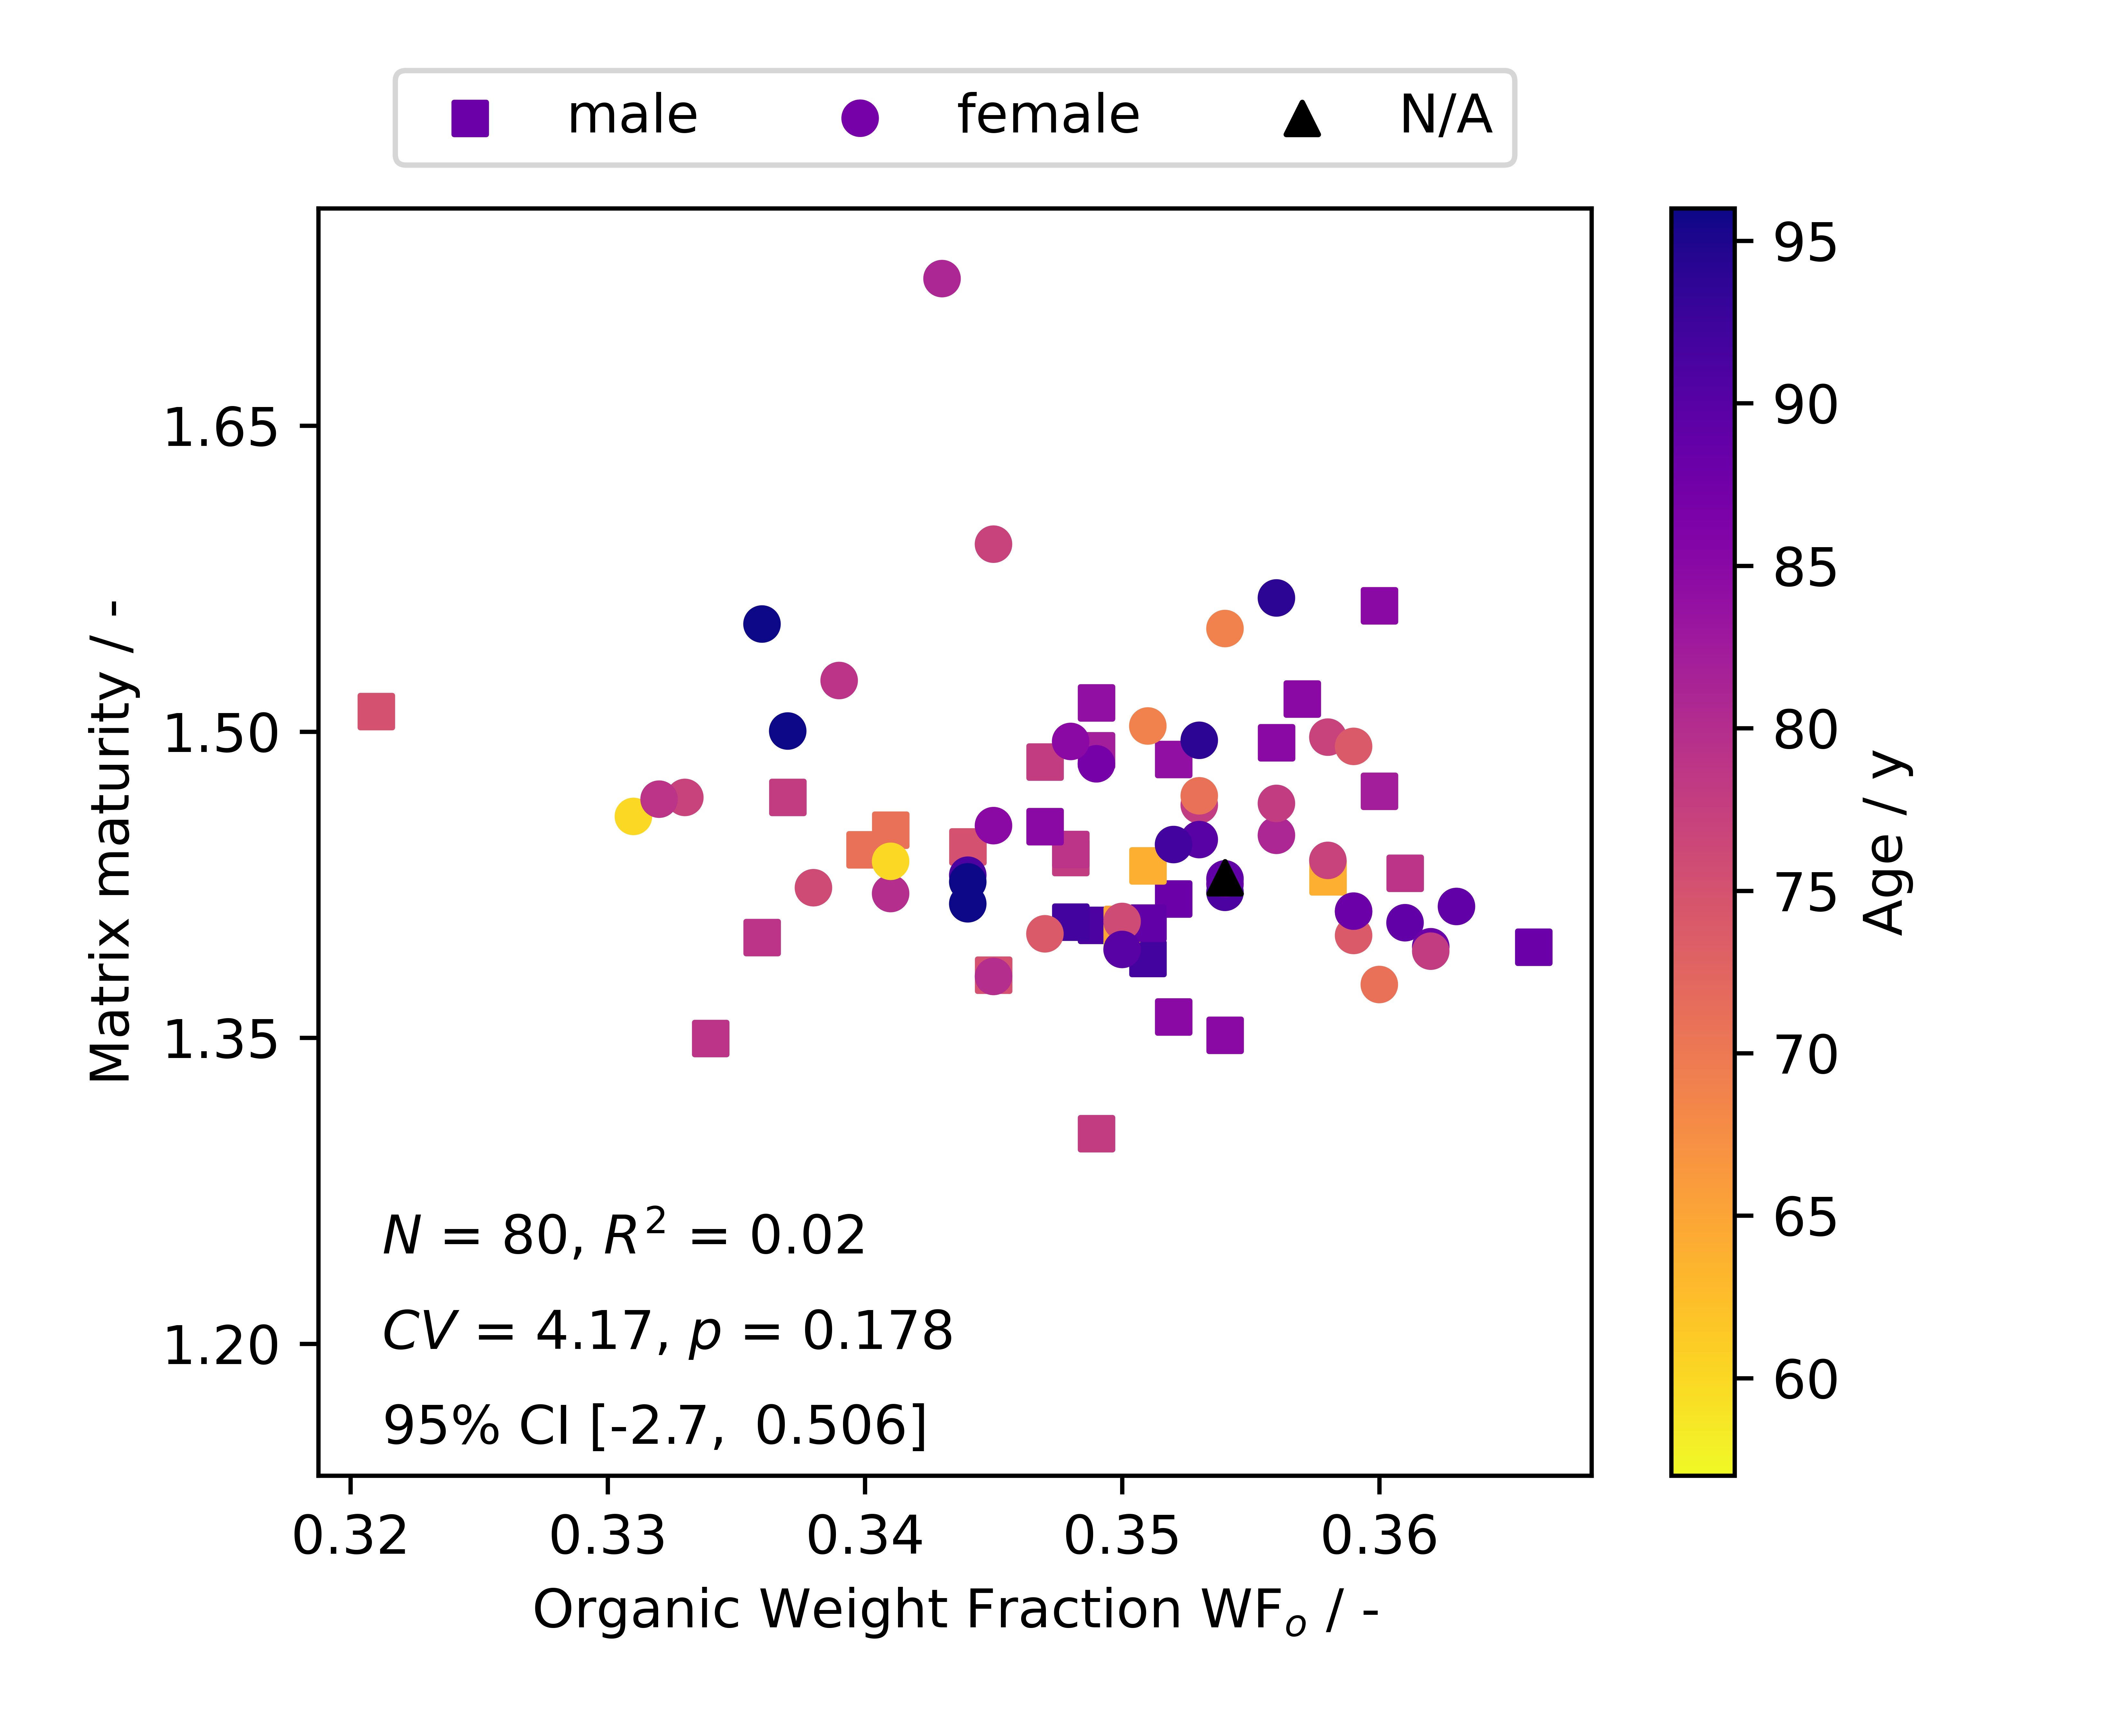 male female N/A
1.65
1.50
1.35
1.20
Matrix maturity / -
N = 80, R² = 0.02
CV = 4.17, p = 0.178
95% CI [-2.7, 0.506]
0.32 0.33 0.34 0.35 0.36
Organic Weight Fraction WFₒ / -
95
90
85
80
75
70
65
60
Age / y